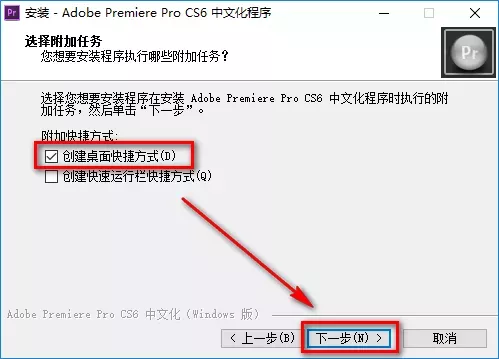 Pr 安装 - Adobe Premiere Pro CS6 中文化程序
选择附加任务
您想要安装程序执行哪些附加任务？
Pr
选择您想要安装程序在安装 Adobe Premiere Pro CS6 中文化程序时执行的附
加任务，然后单击“下一步”。
附加快捷方式:
创建桌面快捷方式(D)
创建快速运行栏快捷方式(Q)
Adobe Premiere Pro CS6 中文化 (Windows 版)
< 上一步(B) 下一步(N) > 取消